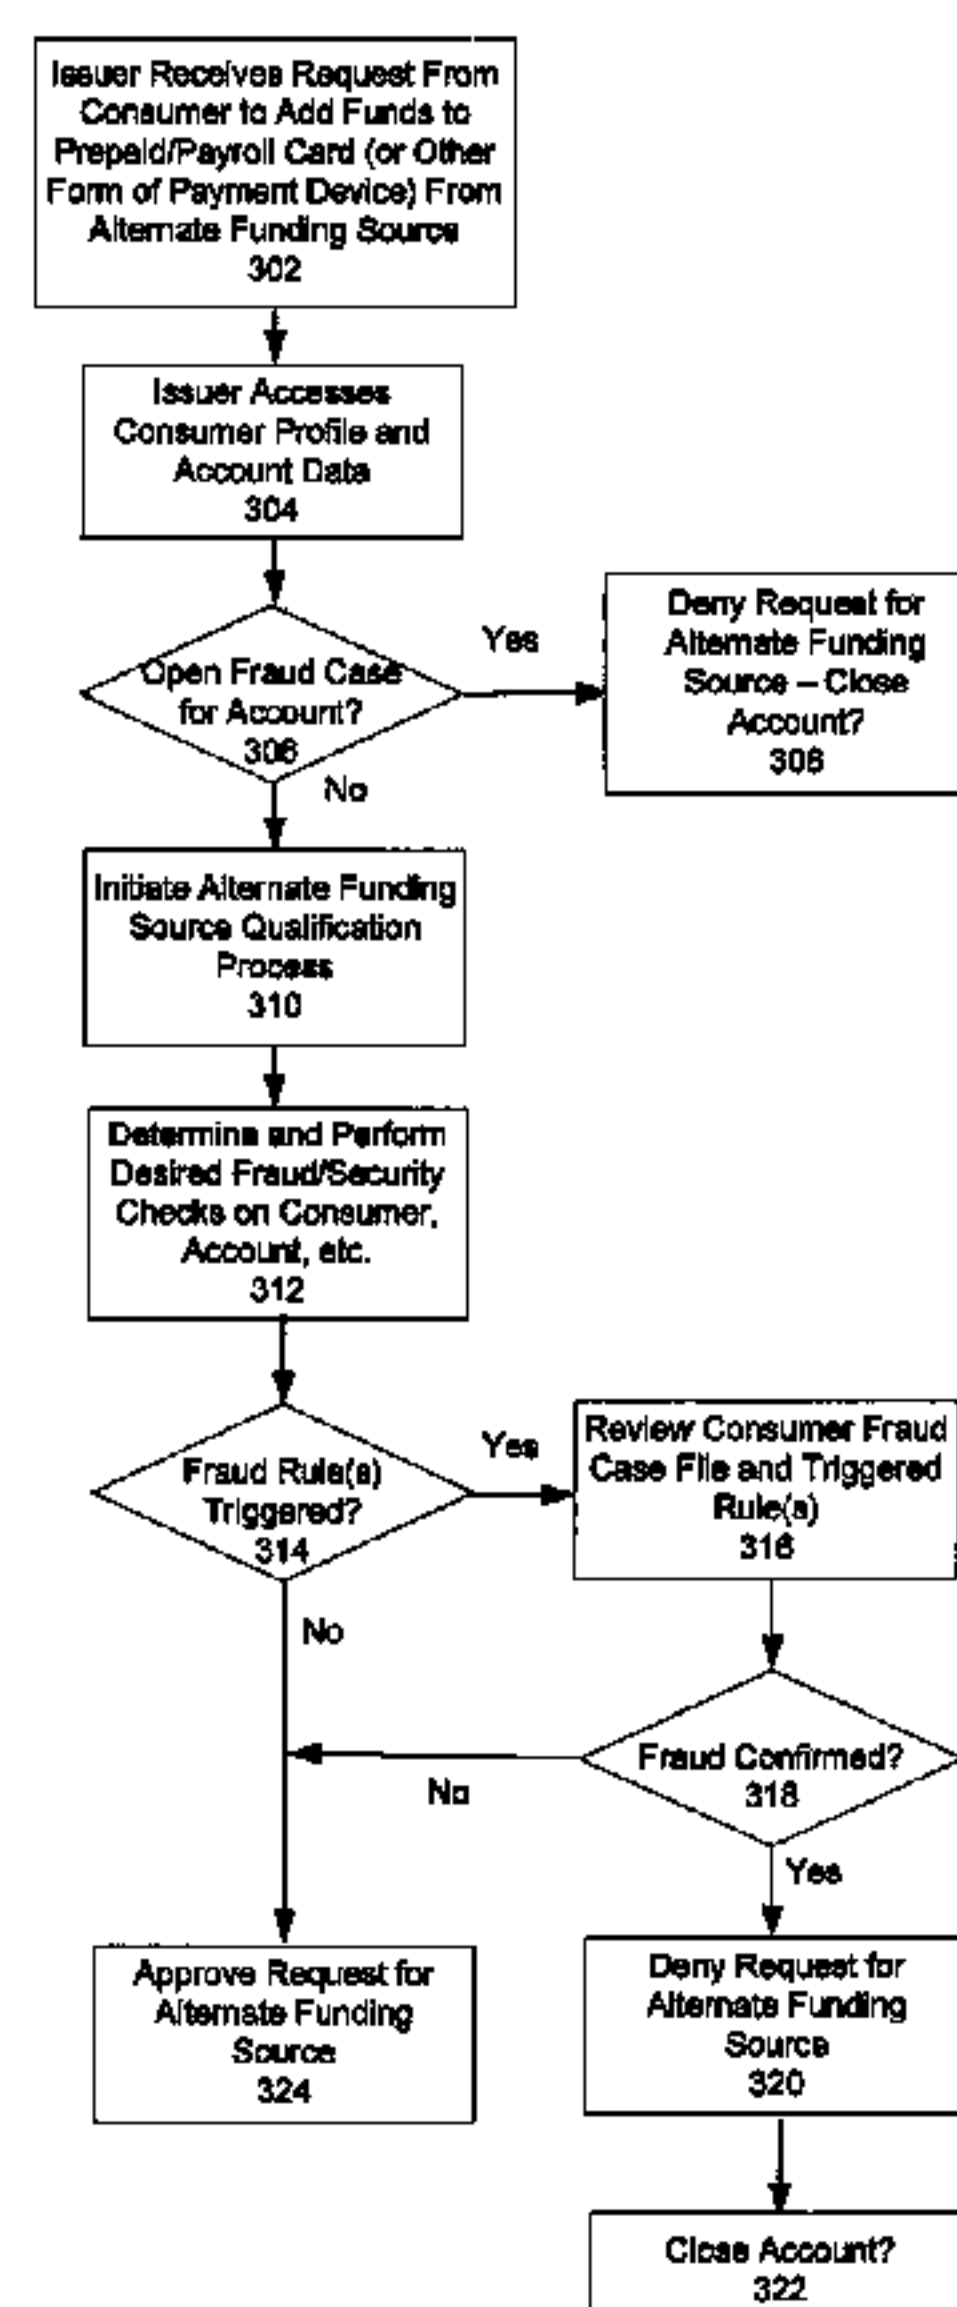 Issuer Receives Request From
Consumer to Add Funds to
Prepaid/Payroll Card (or Other
Form of Payment Device) From
Alternate Funding Source
302
Issuer Accesses
Consumer Profile and
Account Data
304
Open Fraud Case
for Account?
306
Yes
No
Deny Request for
Alternate Funding
Source – Close
Account?
308
Initiate Alternate Funding
Source Qualification
Process
310
Determine and Perform
Desired Fraud/Security
Checks on Consumer,
Account, etc.
312
Fraud Rule(s)
Triggered?
314
Yes
No
Review Consumer Fraud
Case File and Triggered
Rule(s)
316
Fraud Confirmed?
318
No
Yes
Approve Request for
Alternate Funding
Source
324
Deny Request for
Alternate Funding
Source
320
Close Account?
322